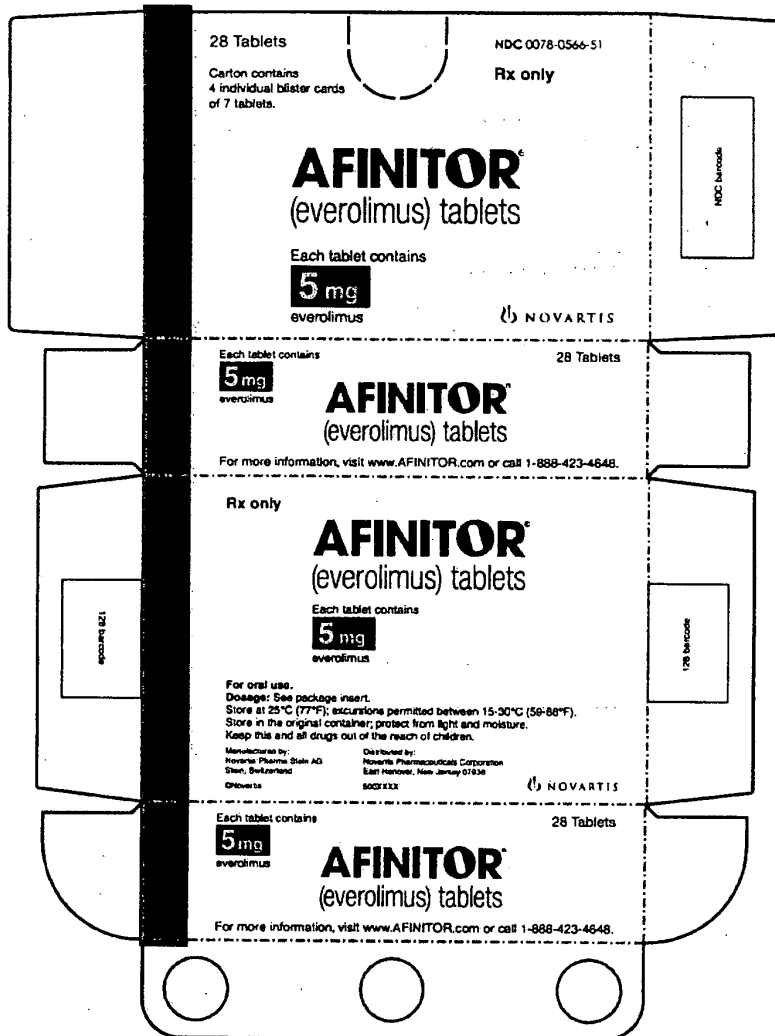 28 Tablets
NDC 0078-0566-51
Carton contains
4 individual blister cards
of 7 tablets.
Rx only
AFINITOR®
(everolimus) tablets
NDC barcode
Each tablet contains
5 mg
everolimus
NOVARTIS
Each tablet contains
5 mg
everolimus
28 Tablets
AFINITOR®
(everolimus) tablets
For more information, visit www.AFINITOR.com or call 1-888-423-4648.
Rx only
AFINITOR®
(everolimus) tablets
Each tablet contains
5 mg
everolimus
128 barcode
128 barcode
For oral use.
Dosage: See package insert.
Store at 25°C (77°F); excursions permitted between 15-30°C (59-86°F).
Store in the original container; protect from light and moisture.
Keep this and all drugs out of the reach of children.
Manufactured by:
Novartis Pharma Stein AG
Stein, Switzerland
©Novartis
Distributed by:
Novartis Pharmaceuticals Corporation
East Hanover, New Jersey 07936
500XXXX
NOVARTIS
Each tablet contains
5 mg
everolimus
28 Tablets
AFINITOR®
(everolimus) tablets
For more information, visit www.AFINITOR.com or call 1-888-423-4648.